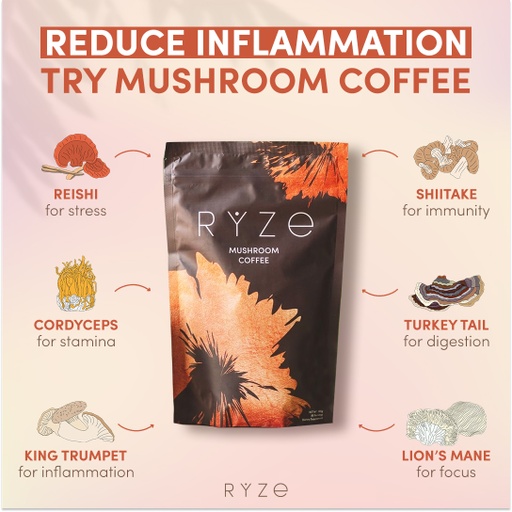 REDUCE INFLAMMATION
TRY MUSHROOM COFFEE
REISHI
for stress
SHIITAKE
for immunity
RYZE
MUSHROOM
COFFEE
CORDYCEPS
for stamina
TURKEY TAIL
for digestion
KING TRUMPET
for inflammation
LION'S MANE
for focus
RYZE